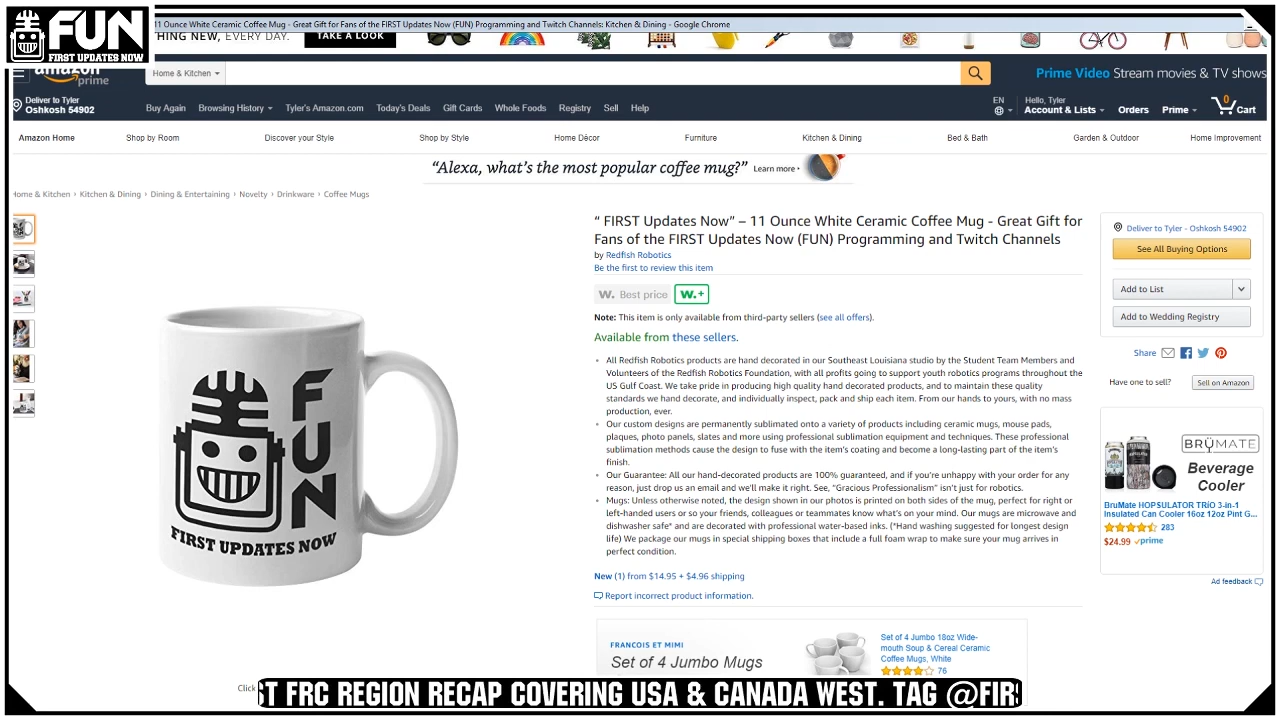 FUN
FIRST UPDATES NOW
11 Ounce White Ceramic Coffee Mug - Great Gift for Fans of the FIRST Updates Now (FUN) Programming and Twitch Channels: Kitchen & Dining - Google Chrome
HING NEW, EVERY DAY.
TAKE A LOOK
amazon
prime
Home & Kitchen
Prime Video Stream movies & TV shows
Deliver to Tyler
Oshkosh 54902
Buy Again
Browsing History
Tyler's Amazon.com
Today's Deals
Gift Cards
Whole Foods
Registry
Sell
Help
EN
Hello, Tyler
Account & Lists
Orders
Prime
0
Cart
Amazon Home
Shop by Room
Discover your Style
Shop by Style
Home Décor
Furniture
Kitchen & Dining
Bed & Bath
Garden & Outdoor
Home Improvement
“Alexa, what’s the most popular coffee mug?”
Learn more ›
Home & Kitchen › Kitchen & Dining › Dining & Entertaining › Novelty › Drinkware › Coffee Mugs
FUN
FIRST UPDATES NOW
“ FIRST Updates Now” – 11 Ounce White Ceramic Coffee Mug - Great Gift for
Fans of the FIRST Updates Now (FUN) Programming and Twitch Channels
by Redfish Robotics
Be the first to review this item
W. Best price
W.+
Note: This item is only available from third-party sellers (see all offers).
Available from these sellers.
All Redfish Robotics products are hand decorated in our Southeast Louisiana studio by the Student Team Members and
Volunteers of the Redfish Robotics Foundation, with all profits going to support youth robotics programs throughout the
US Gulf Coast. We take pride in producing high quality hand decorated products, and to maintain these quality
standards we hand decorate, and individually inspect, pack and ship each item. From our hands to yours, with no mass
production, ever.
Our custom designs are permanently sublimated onto a variety of products including ceramic mugs, mouse pads,
plaques, photo panels, slates and more using professional sublimation equipment and techniques. These professional
sublimation methods cause the design to fuse with the item's coating and become a long-lasting part of the item's
finish.
Our Guarantee: All our hand-decorated products are 100% guaranteed, and if you're unhappy with your order for any
reason, just drop us an email and we'll make it right. See, “Gracious Professionalism” isn't just for robotics.
Mugs: Unless otherwise noted, the design shown in our photos is printed on both sides of the mug, perfect for right or
left-handed users or so your friends, colleagues or teammates know what's on your mind. Our mugs are microwave and
dishwasher safe* and are decorated with professional water-based inks. (*Hand washing suggested for longest design
life) We package our mugs in special shipping boxes that include a full foam wrap to make sure your mug arrives in
perfect condition.
New (1) from $14.95 + $4.96 shipping
Report incorrect product information.
FRANCOIS ET MIMI
Set of 4 Jumbo Mugs
Set of 4 Jumbo 18oz Wide-
mouth Soup & Cereal Ceramic
Coffee Mugs, White
76
Deliver to Tyler - Oshkosh 54902
See All Buying Options
Add to List
Add to Wedding Registry
Share
Have one to sell?
Sell on Amazon
BRÜMATE
Beverage
Cooler
BruMate HOPSULATOR TRíO 3-in-1
Insulated Can Cooler 16oz 12oz Pint G...
283
$24.99 prime
Ad feedback
Click
ST FRC REGION RECAP COVERING USA & CANADA WEST. TAG @FIRS